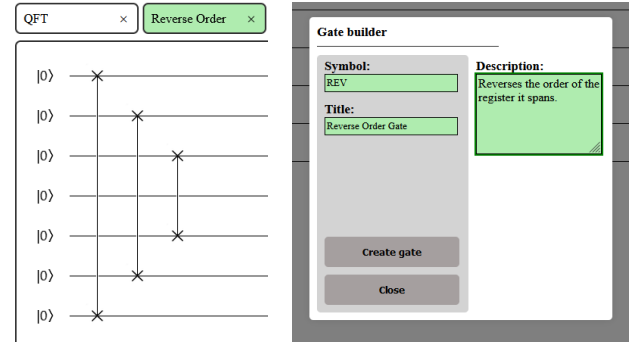 QFT ×
Reverse Order ×
|0⟩
|0⟩
|0⟩
|0⟩
|0⟩
|0⟩
|0⟩
Gate builder
Symbol:
REV
Title:
Reverse Order Gate
Create gate
Close
Description:
Reverses the order of the
register it spans.